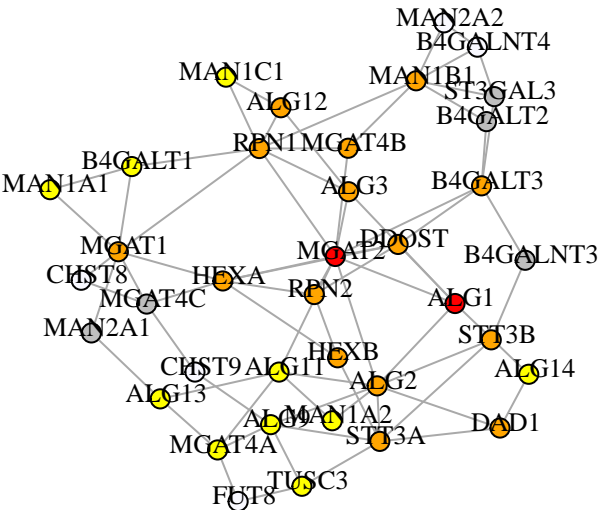 MAN2A2
B4GALNT4
MAN1C1
MAN1B1
ST3GAL3
ALG12
B4GALT2
RPN1
MGAT4B
B4GALT1
MAN1A1
ALG3
B4GALT3
MGAT1
MGAT2
DDOST
B4GALNT3
CHST8
HEXA
MGAT4C
RPN2
ALG1
MAN2A1
STT3B
HEXB
CHST9
ALG11
ALG14
ALG2
ALG13
ALG9
MAN1A2
DAD1
MGAT4A
STT3A
TUSC3
FUT8